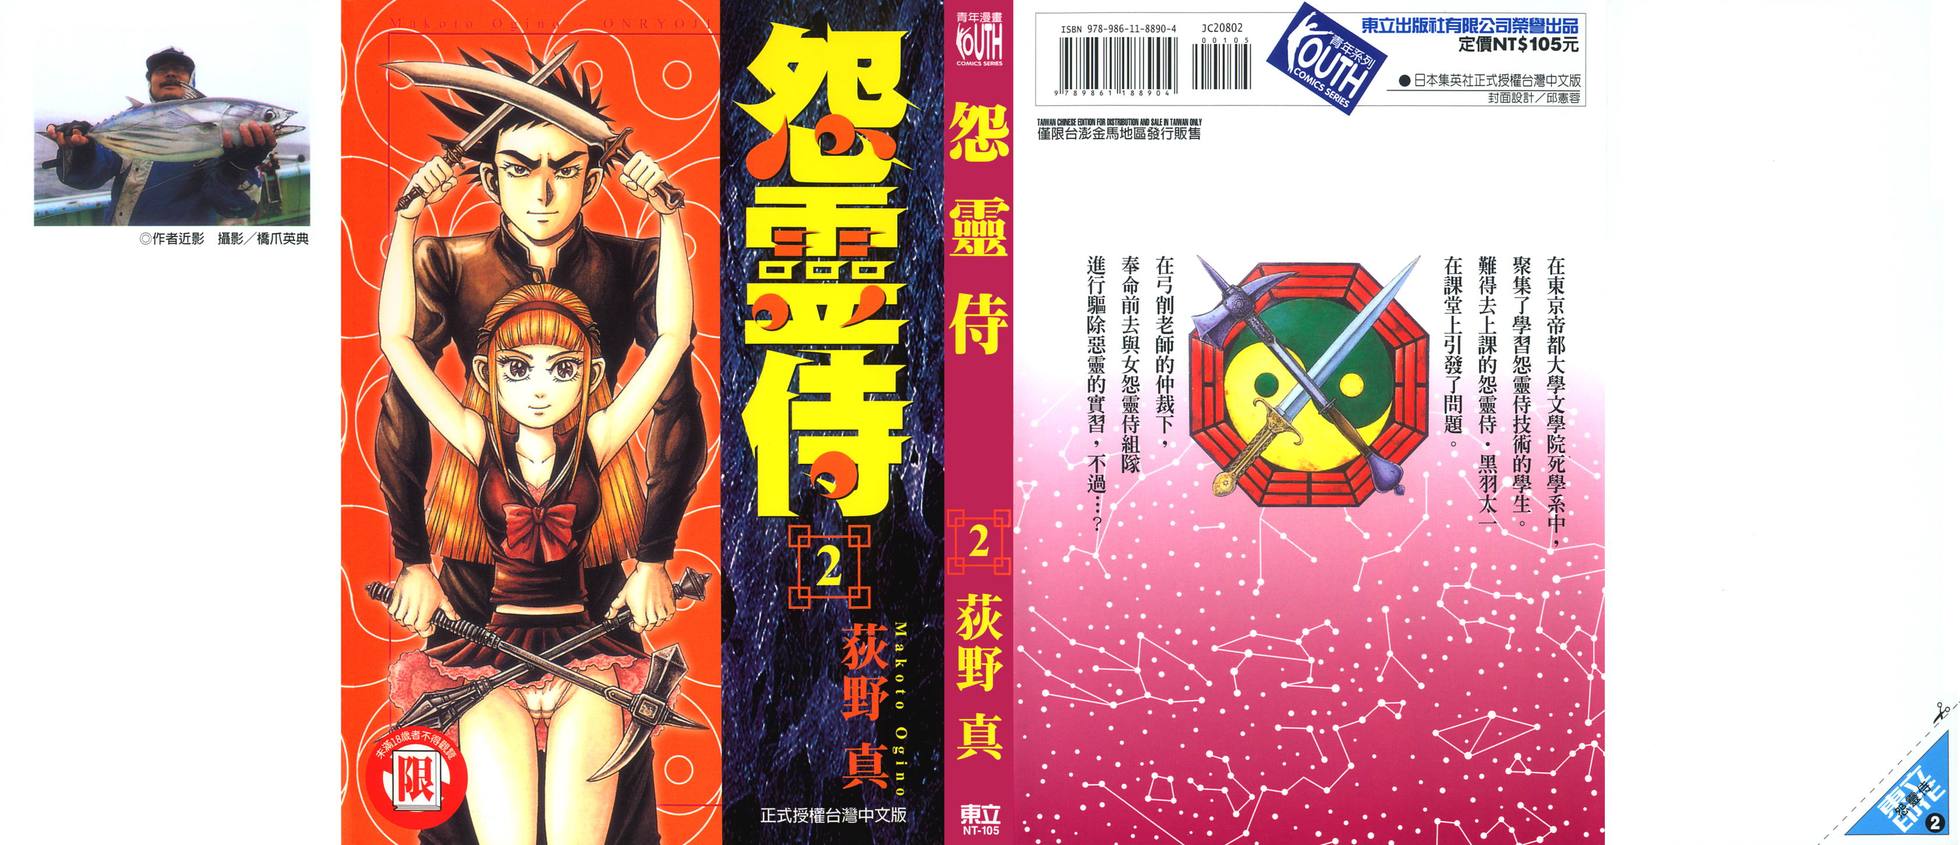 ◎作者近影　攝影／橋爪英典
Makoto Ogino ONRYOJI
怨靈侍
2
荻野真
Makoto Ogino
正式授權台灣中文版
未滿18歲者不得觀覽
限
青年漫畫
YOUTH
COMICS SERIES
怨靈侍
2
荻野真
東立
NT-105
ISBN 978-986-11-8890-4
JC20802
00105
9789861188904
青年系列
YOUTH
COMICS SERIES
東立出版社有限公司榮譽出品
定價NT$105元
●日本集英社正式授權台灣中文版
封面設計／邱憲蓉
TAIWAN CHINESE EDITION FOR DISTRIBUTION AND SALE IN TAIWAN ONLY
僅限台澎金馬地區發行販售
在東京帝都大學文學院死學系中，
聚集了學習怨靈侍技術的學生。
難得去上課的怨靈侍・黑羽太一
在課堂上引發了問題。
在弓削老師的仲裁下，
奉命前去與女怨靈侍組隊
進行驅除惡靈的實習，不過…？
東立
怨靈侍
2